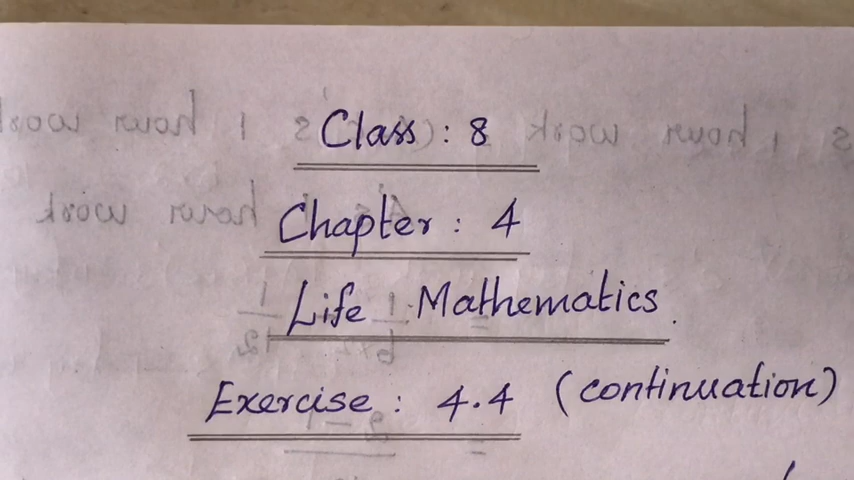 Class : 8
Chapter : 4
Life Mathematics.
Exercise : 4.4 (continuation)